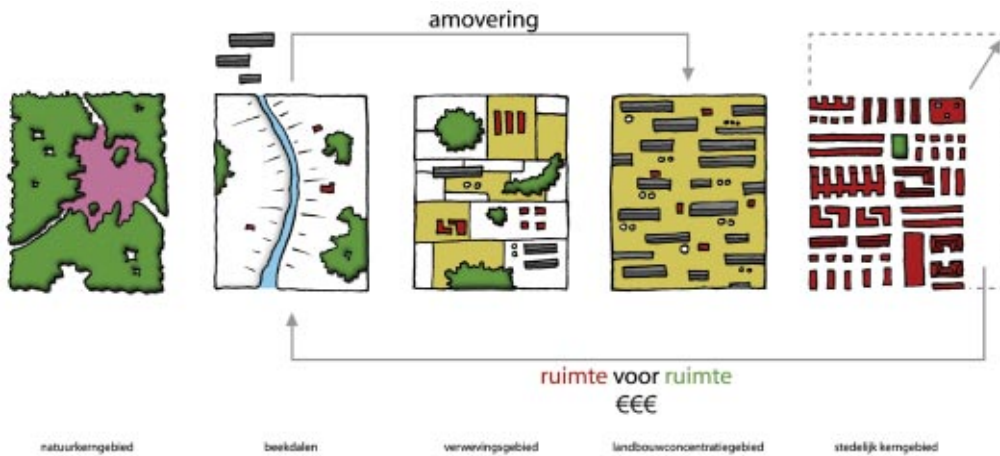 amovering
ruimte voor ruimte
€€€
natuurkerngebied
beekdalen
verwevingsgebied
landbouwconcentratiegebied
stedelijk kerngebied